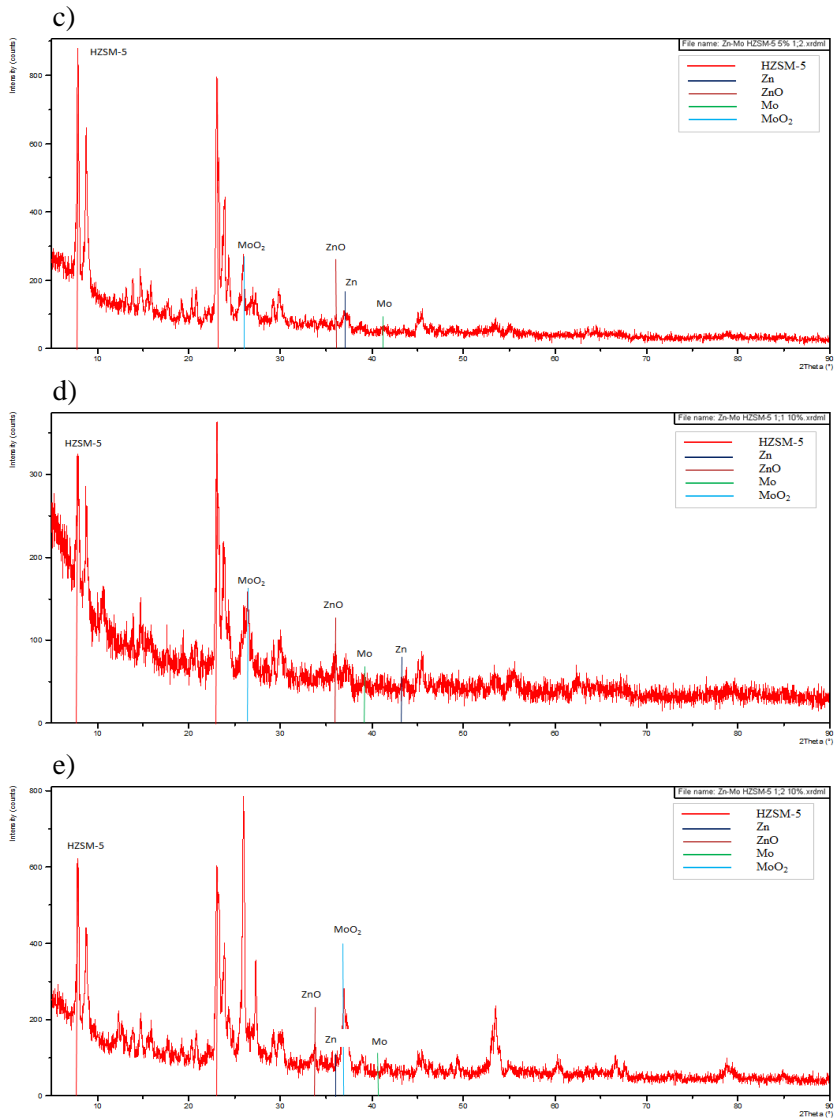 c)
Intensity (counts)
File name: Zn-Mo HZSM-5 5% 1;2.xrdml
HZSM-5
HZSM-5
Zn
ZnO
Mo
MoO₂
800
600
400
200
0
MoO₂
ZnO
Zn
Mo
10 20 30 40 50 60 70 80 90
2Theta (°)
d)
Intensity (counts)
File name: Zn-Mo HZSM-5 1;1 10%.xrdml
HZSM-5
HZSM-5
Zn
ZnO
Mo
MoO₂
300
200
100
0
MoO₂
ZnO
Mo
Zn
10 20 30 40 50 60 70 80 90
2Theta (°)
e)
Intensity (counts)
File name: Zn-Mo HZSM-5 1;2 10%.xrdml
HZSM-5
HZSM-5
Zn
ZnO
Mo
MoO₂
800
600
400
200
0
MoO₂
ZnO
Zn
Mo
10 20 30 40 50 60 70 80 90
2Theta (°)